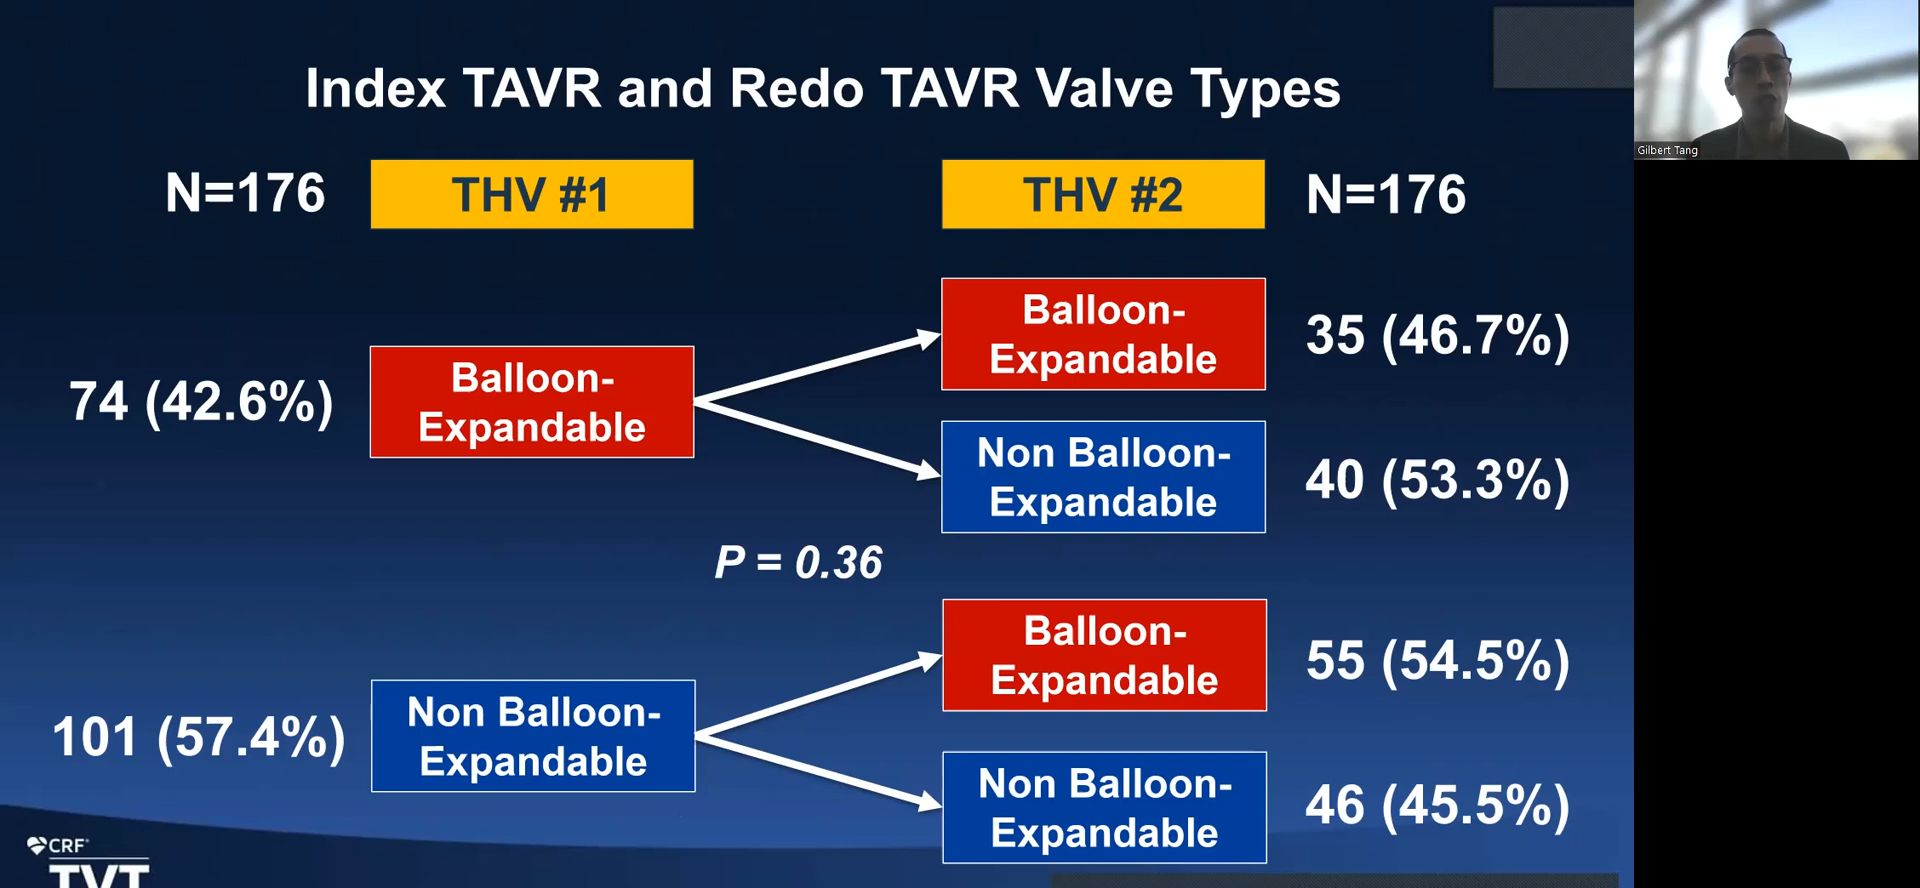 Index TAVR and Redo TAVR Valve Types
N=176
THV #1
THV #2
N=176
74 (42.6%)
Balloon-
Expandable
Balloon-
Expandable
35 (46.7%)
Non Balloon-
Expandable
40 (53.3%)
P = 0.36
101 (57.4%)
Non Balloon-
Expandable
Balloon-
Expandable
55 (54.5%)
Non Balloon-
Expandable
46 (45.5%)
CRF®
TVT
Gilbert Tang